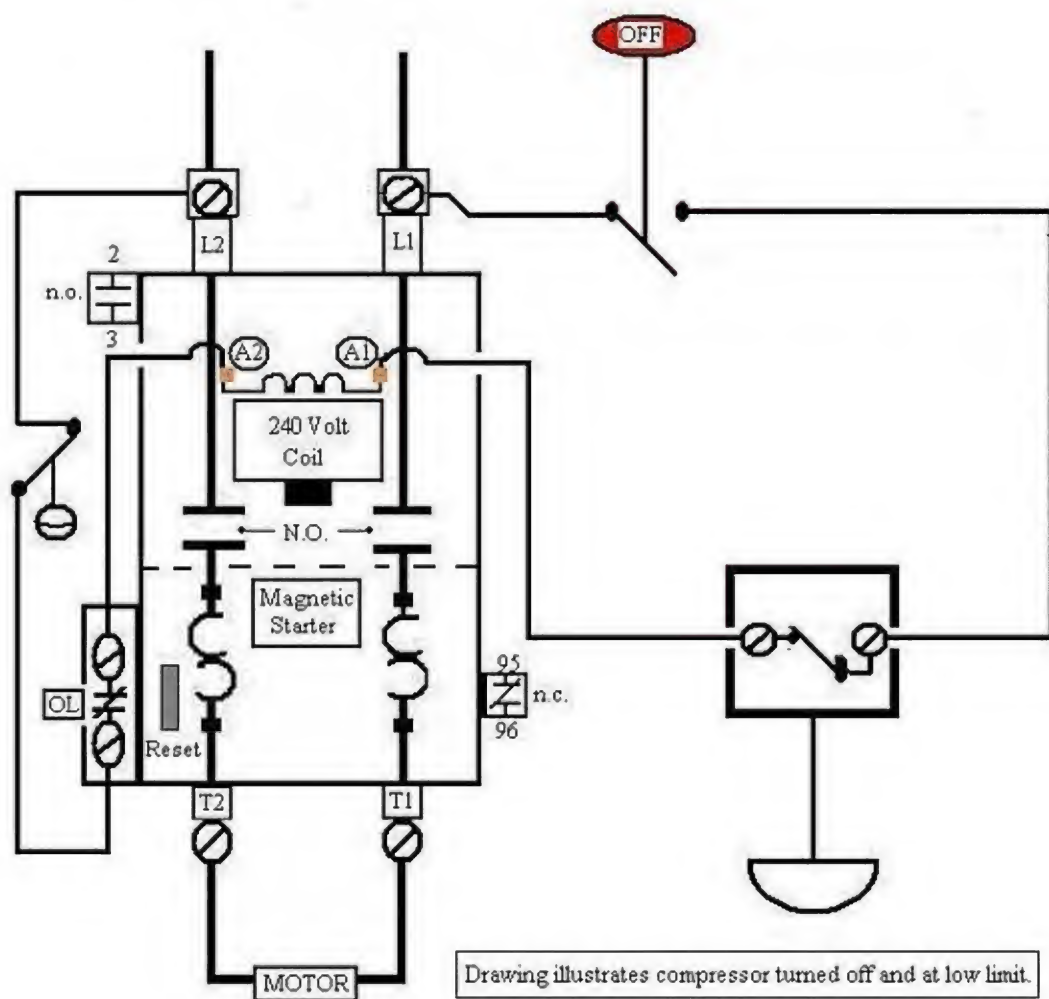 OFF
L2
L1
2
n.o.
3
A2
A1
240 Volt
Coil
N.O.
Magnetic
Starter
OL
Reset
95
n.c.
96
T2
T1
MOTOR
Drawing illustrates compressor turned off and at low limit.